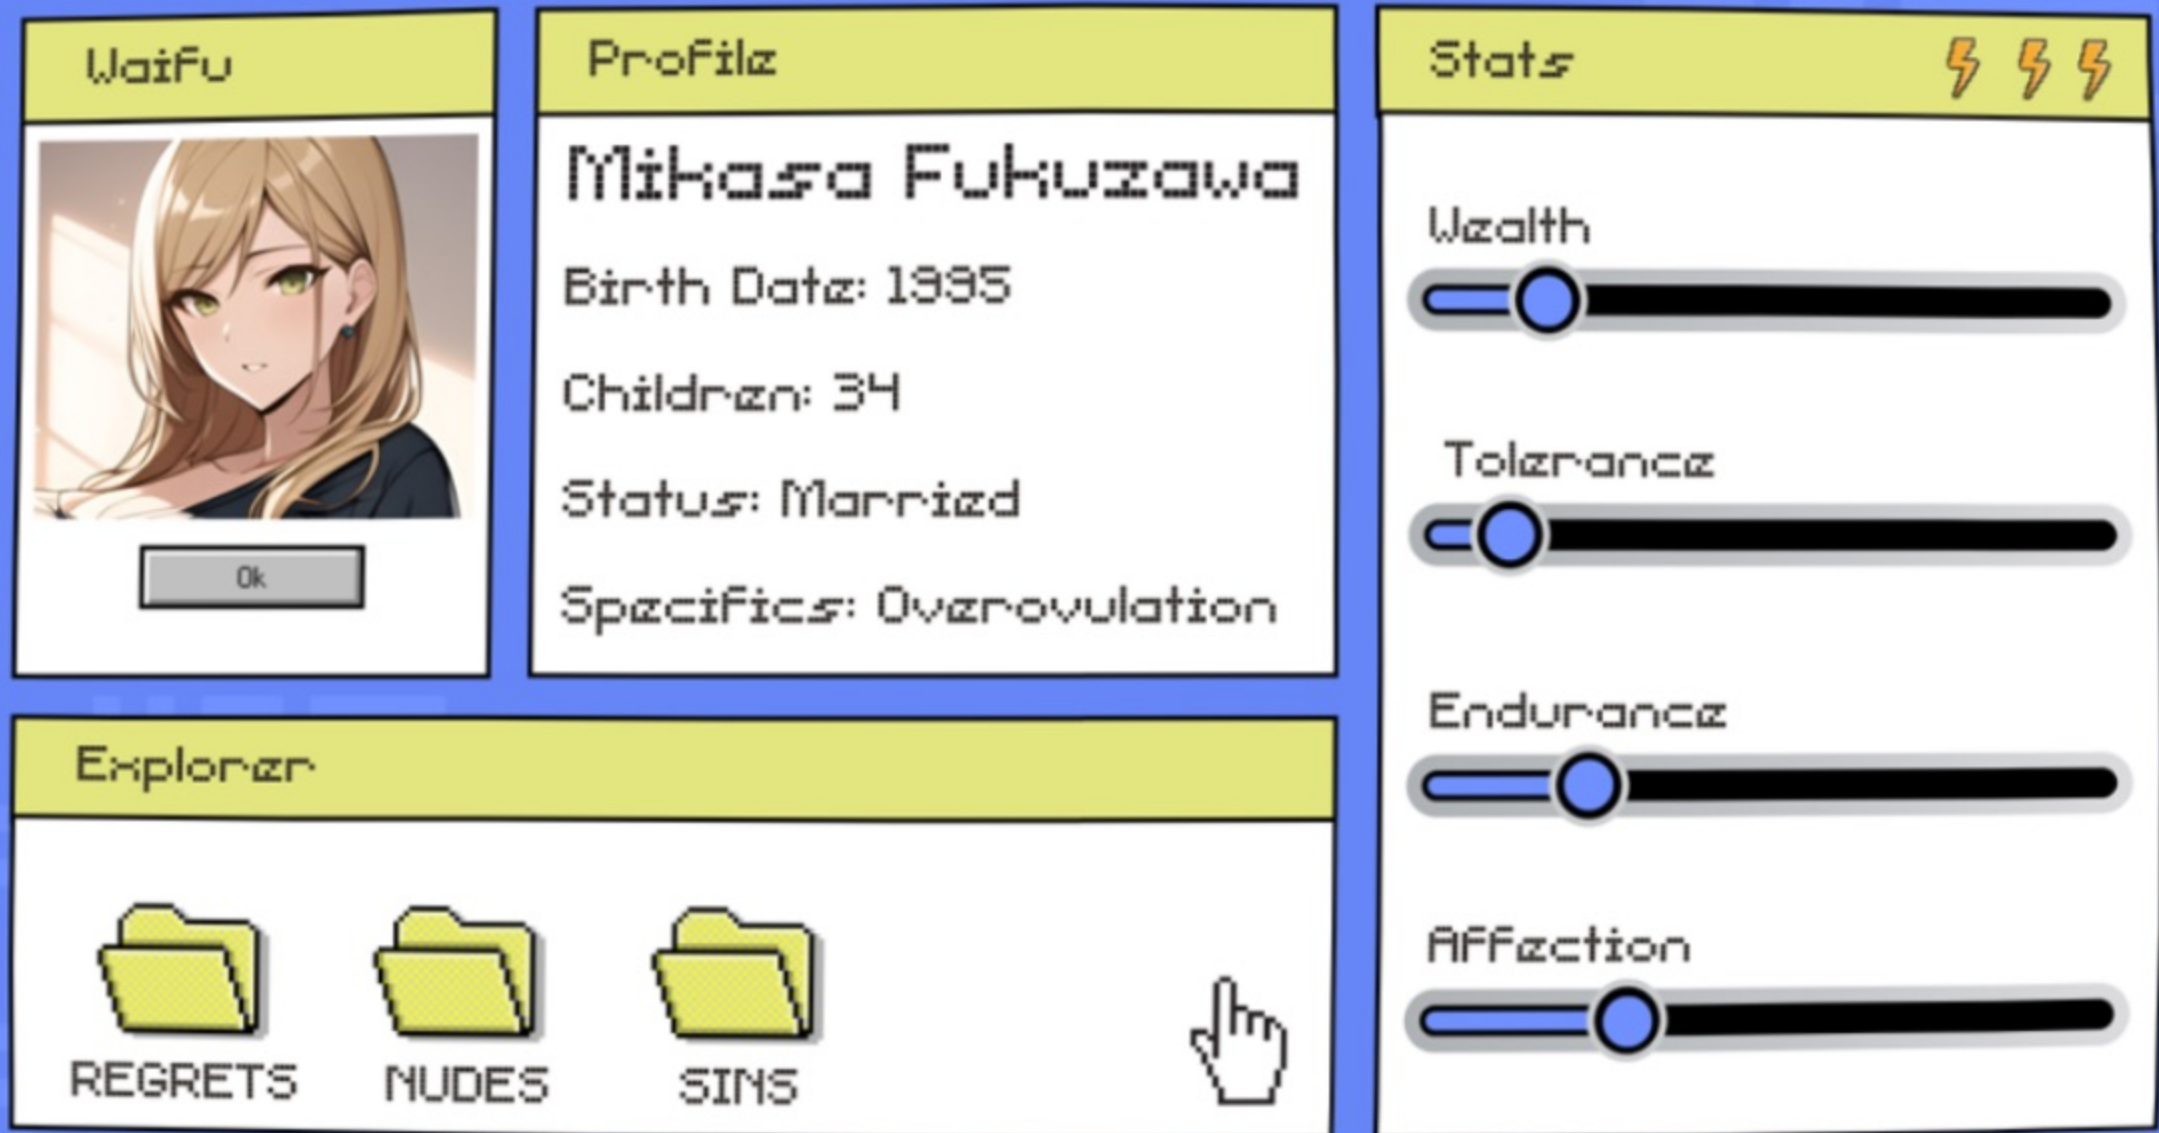 Waifu
Ok
Profile
Mikasa Fukuzawa
Birth Date: 1995
Children: 34
Status: Married
Specifics: Overovulation
Explorer
REGRETS
NUDES
SINS
Stats
Wealth
Tolerance
Endurance
Affection